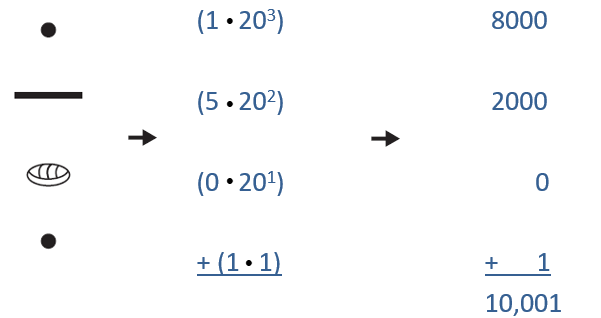 (1 • 20³) 8000
(5 • 20²) 2000
(0 • 20¹) 0
+ (1 • 1) + 1
10,001